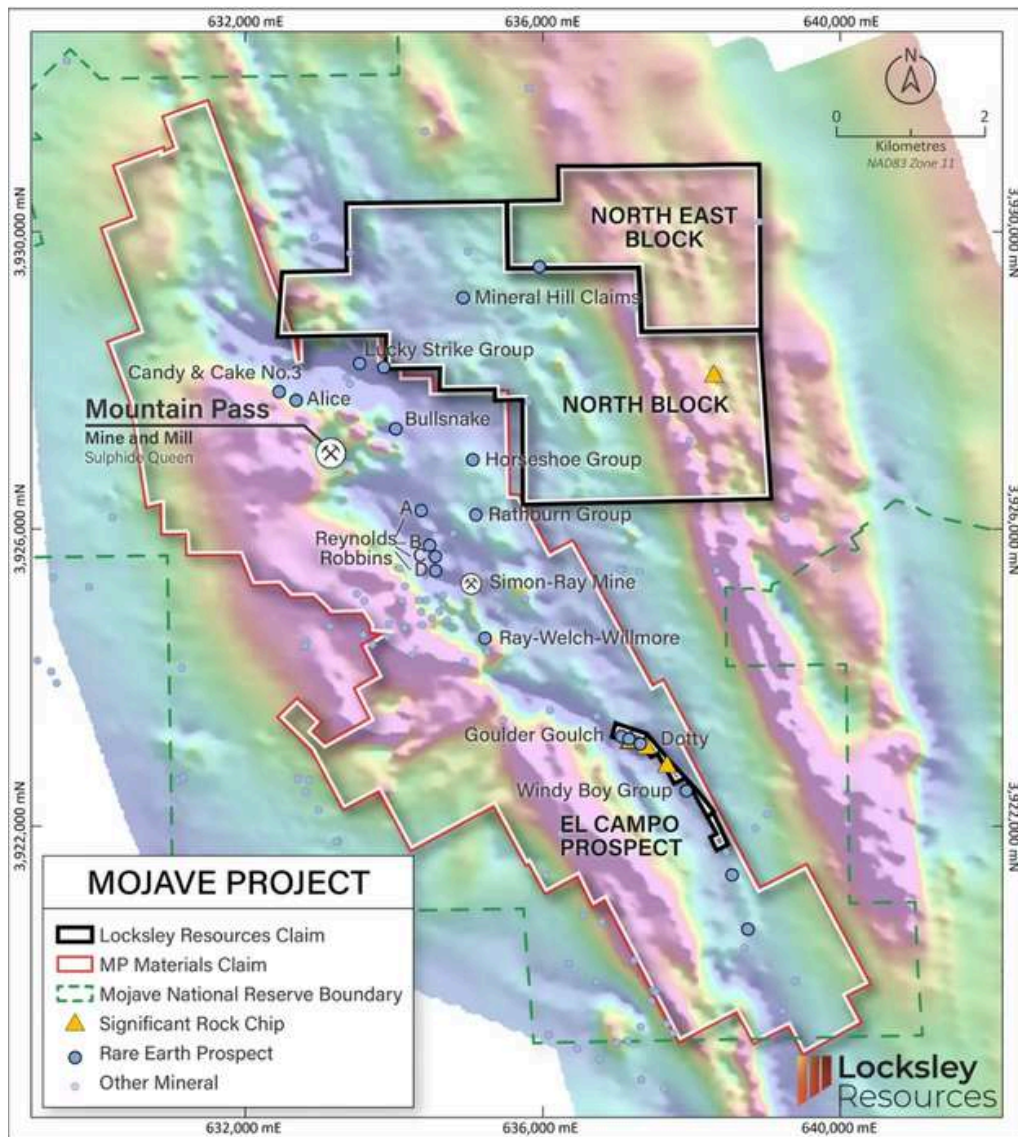 632,000 mE
636,000 mE
640,000 mE
N
0
2
Kilometres
NAD83 Zone 11
3,930,000 mN
3,930,000 mN
NORTH EAST
BLOCK
Mineral Hill Claims
Lucky Strike Group
Candy & Cake No.3
Alice
NORTH BLOCK
Mountain Pass
Mine and Mill
Sulphide Queen
Bullsnake
Horseshoe Group
A
Rathburn Group
3,926,000 mN
3,926,000 mN
Reynolds
B
Robbins
C
D
Simon-Ray Mine
Ray-Welch-Willmore
Goulder Goulch
Dotty
Windy Boy Group
3,922,000 mN
3,922,000 mN
EL CAMPO
PROSPECT
MOJAVE PROJECT
Locksley Resources Claim
MP Materials Claim
Mojave National Reserve Boundary
Significant Rock Chip
Rare Earth Prospect
Other Mineral
Locksley
Resources
632,000 mE
636,000 mE
640,000 mE